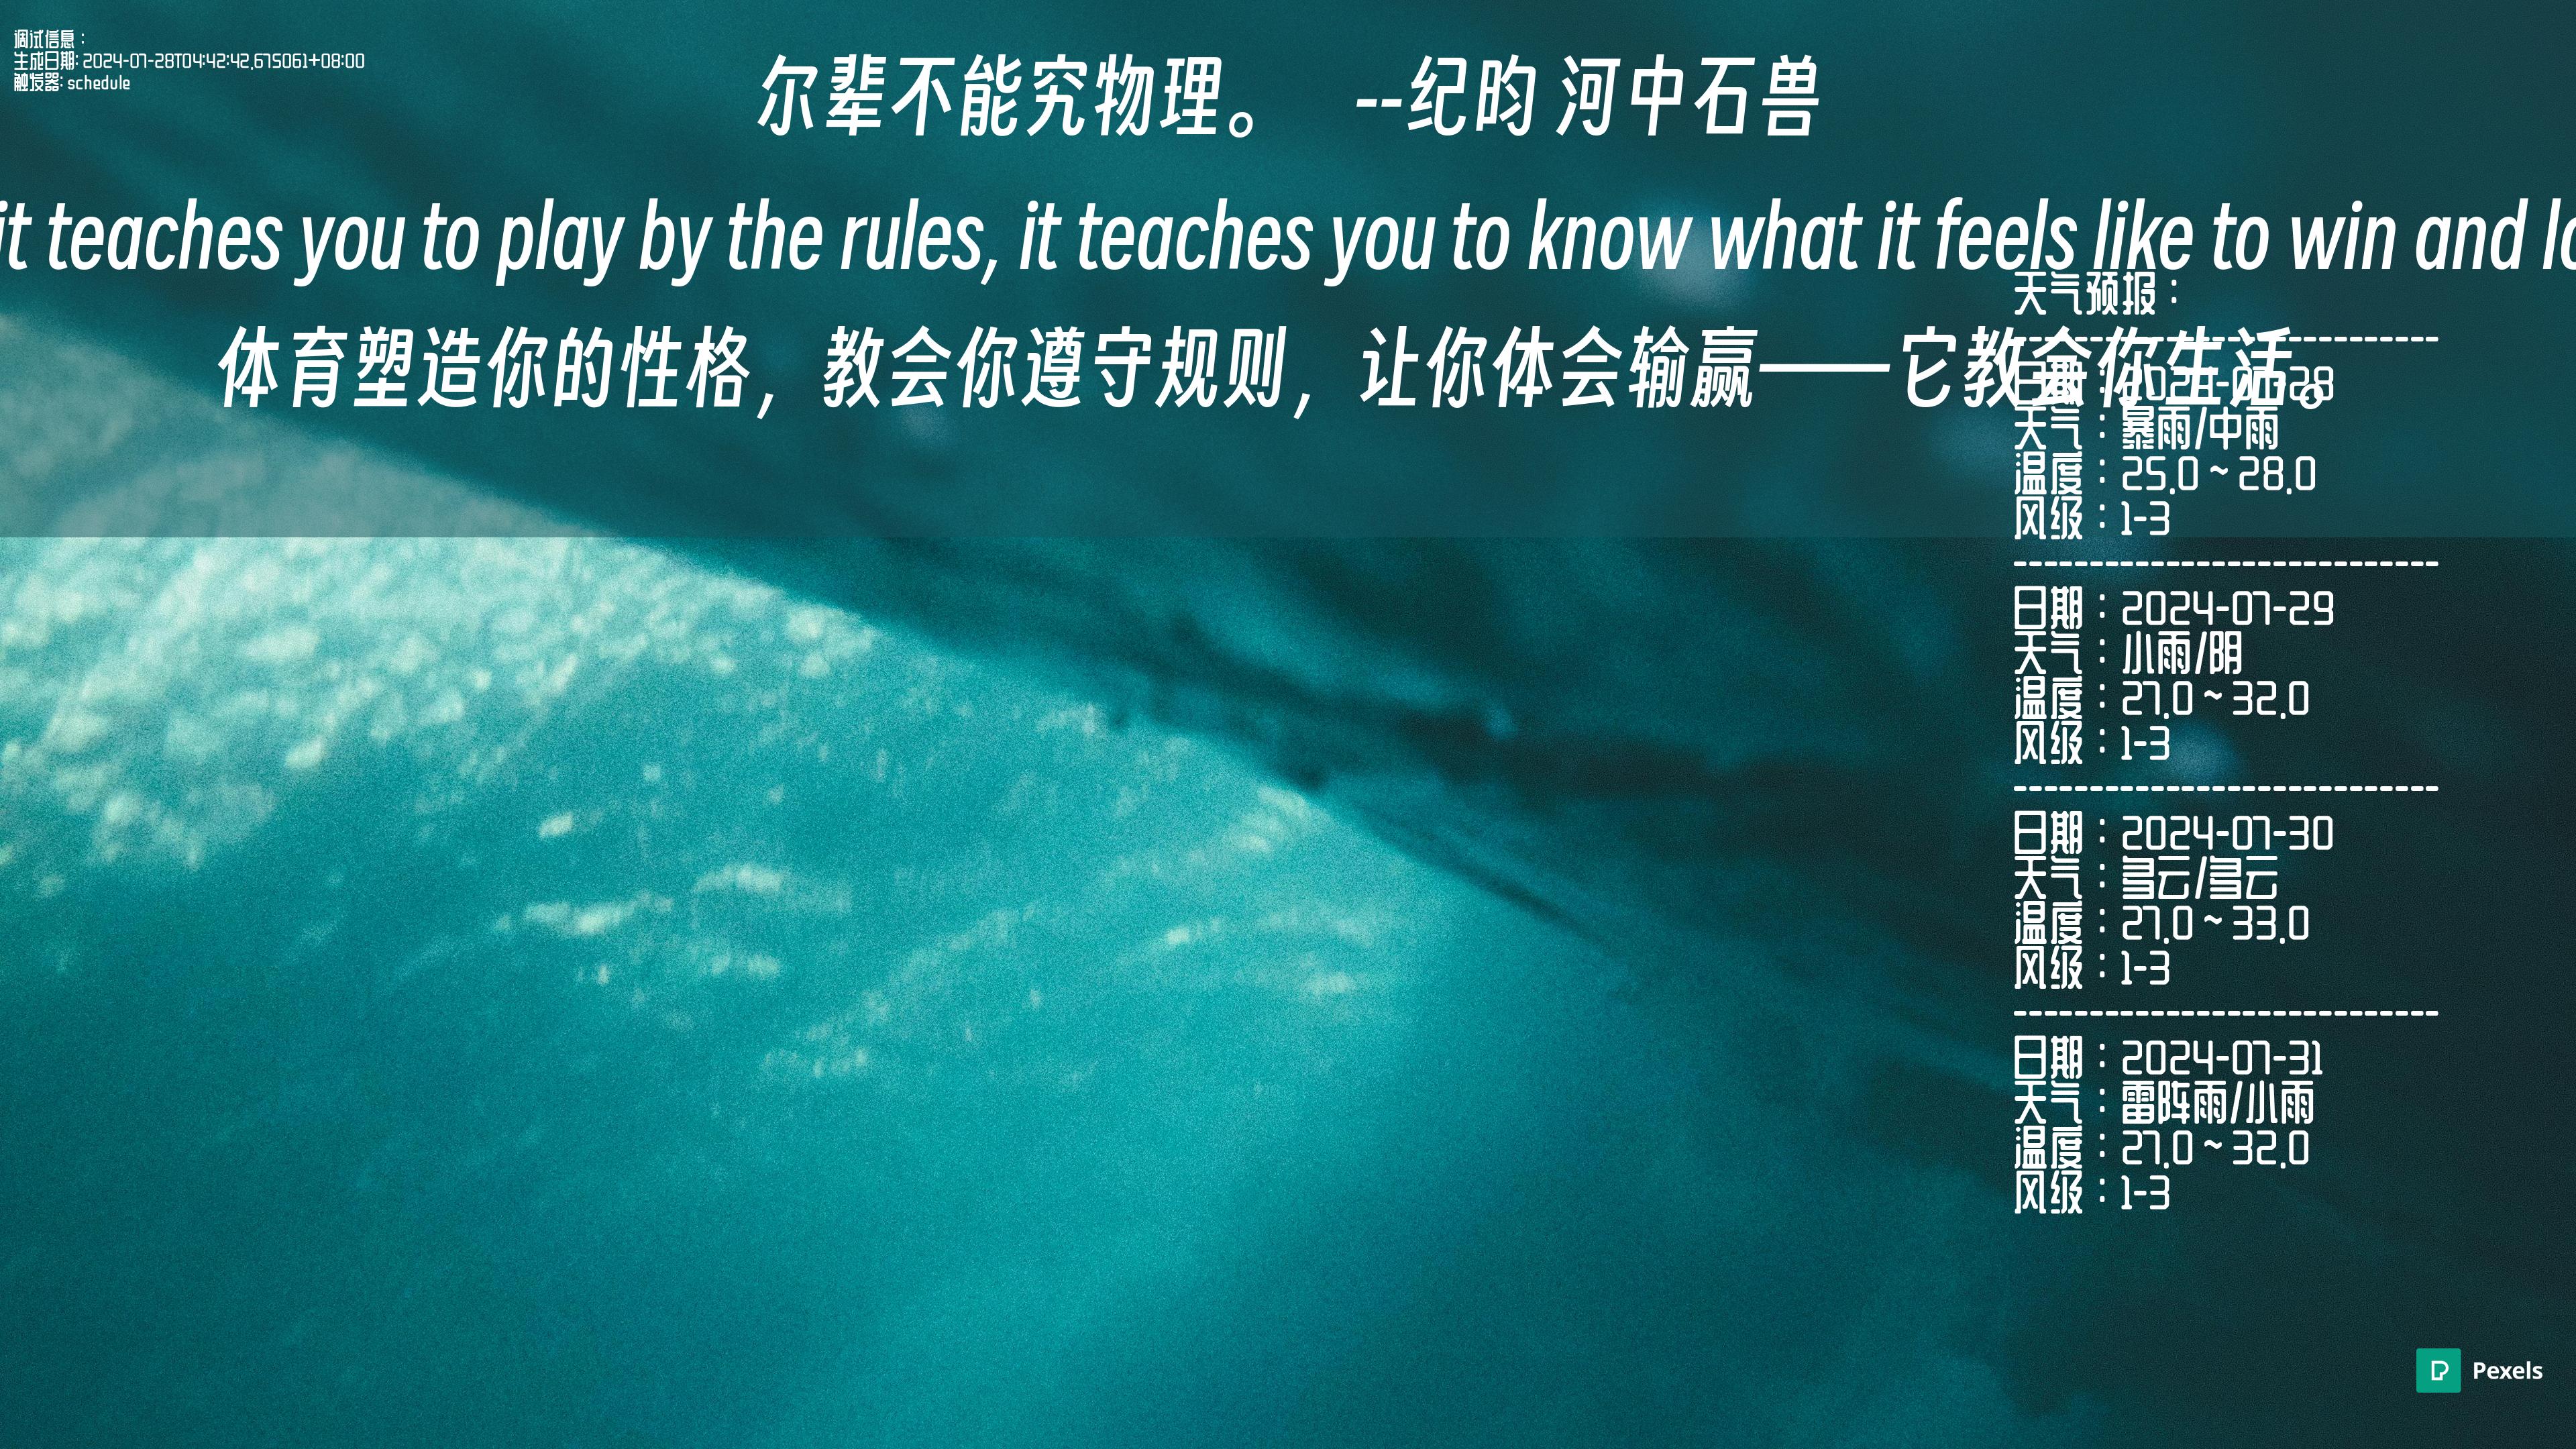 调试信息：
生成日期: 2024-07-28T04:42:42.675061+08:00
触发器: schedule
尔辈不能究物理。 --纪昀 河中石兽
it teaches you to play by the rules, it teaches you to know what it feels like to win and lo
体育塑造你的性格，教会你遵守规则，让你体会输赢——它教会你生活。
天气预报：
----------------------------
日期：2024-07-28
天气：暴雨/中雨
温度：25.0 ~ 28.0
风级：1-3
----------------------------
日期：2024-07-29
天气：小雨/阴
温度：27.0 ~ 32.0
风级：1-3
----------------------------
日期：2024-07-30
天气：多云/多云
温度：27.0 ~ 33.0
风级：1-3
----------------------------
日期：2024-07-31
天气：雷阵雨/小雨
温度：27.0 ~ 32.0
风级：1-3
Pexels